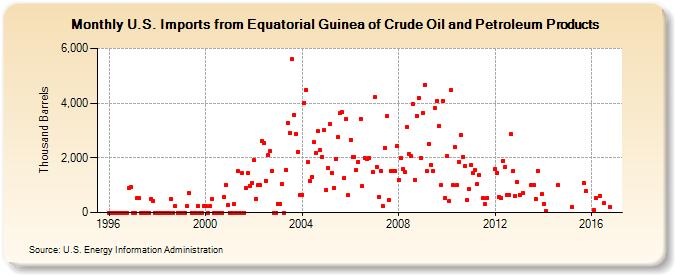 Monthly U.S. Imports from Equatorial Guinea of Crude Oil and Petroleum Products
Thousand Barrels
6,000
4,000
2,000
0
1996 2000 2004 2008 2012 2016
Source: U.S. Energy Information Administration